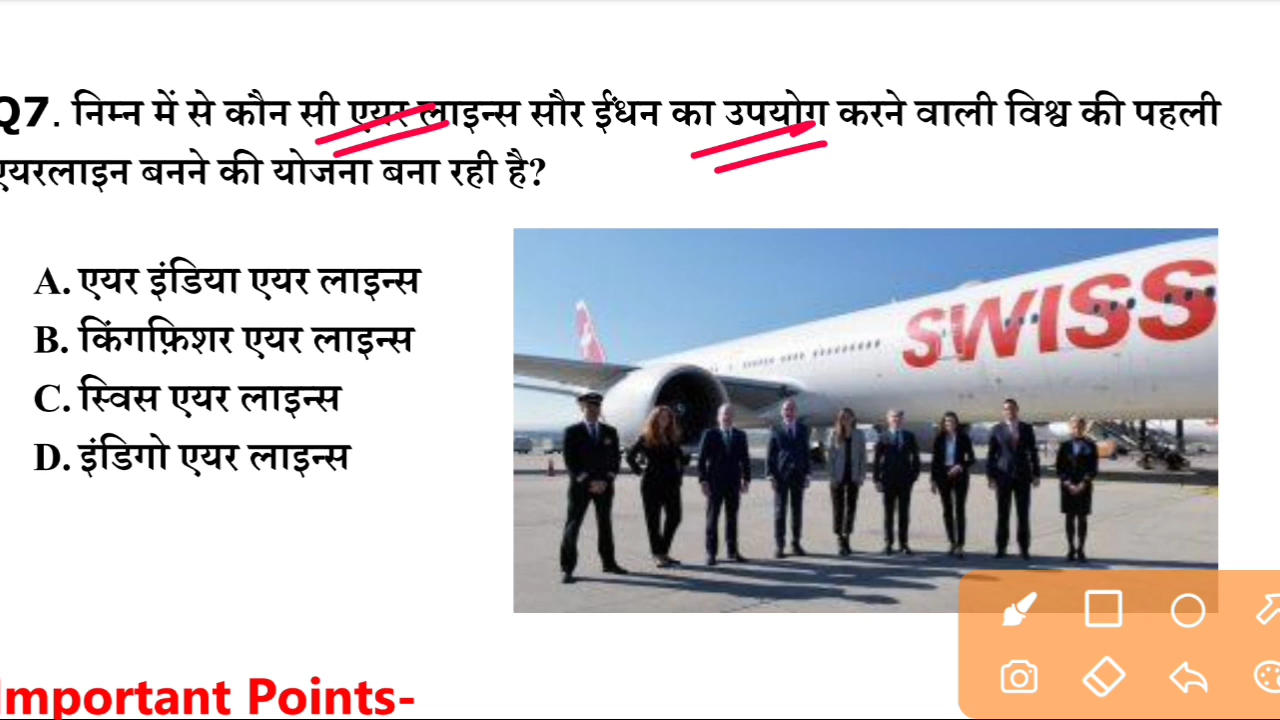 Q7. निम्न में से कौन सी एयर लाइन्स सौर ईंधन का उपयोग करने वाली विश्व की पहली
एयरलाइन बनने की योजना बना रही है?
A. एयर इंडिया एयर लाइन्स
B. किंगफ़िशर एयर लाइन्स
C. स्विस एयर लाइन्स
D. इंडिगो एयर लाइन्स
SWISS
Important Points-